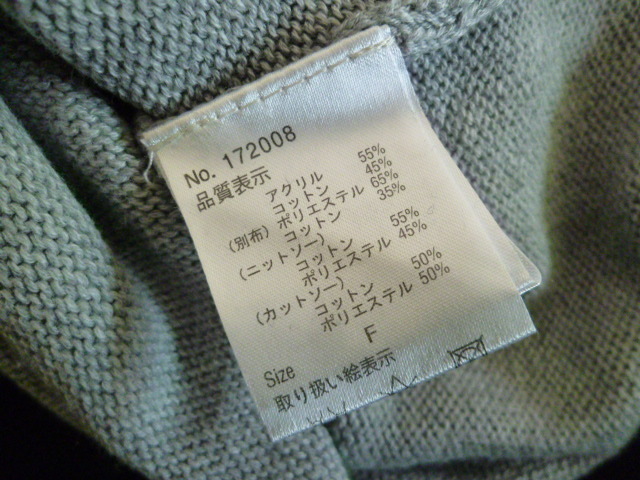 No. 172008
品質表示
アクリル 55%
コットン 45%
(別布) ポリエステル 65%
コットン 35%
(ニットソー)
コットン 55%
ポリエステル 45%
(カットソー)
コットン 50%
ポリエステル 50%
Size F
取り扱い絵表示